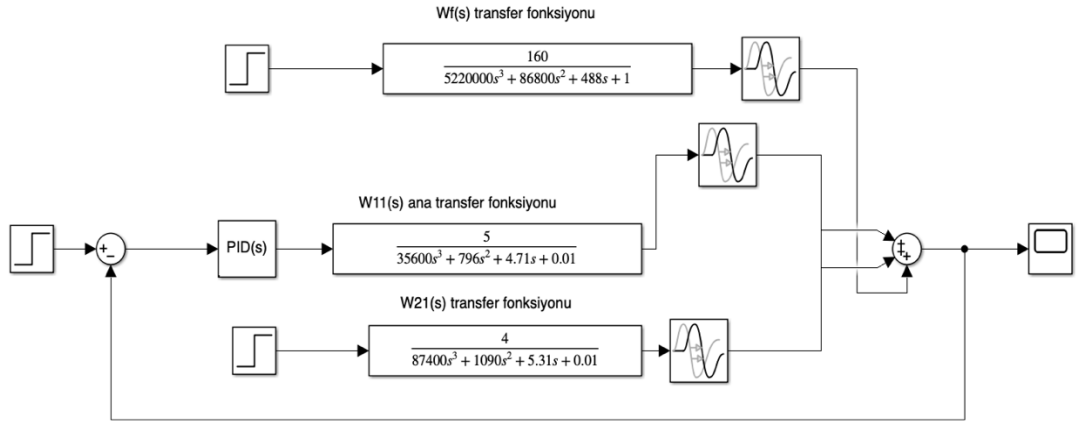 Wf(s) transfer fonksiyonu
160
5220000s³ + 86800s² + 488s + 1
W11(s) ana transfer fonksiyonu
PID(s)
5
35600s³ + 796s² + 4.71s + 0.01
W21(s) transfer fonksiyonu
4
87400s³ + 1090s² + 5.31s + 0.01